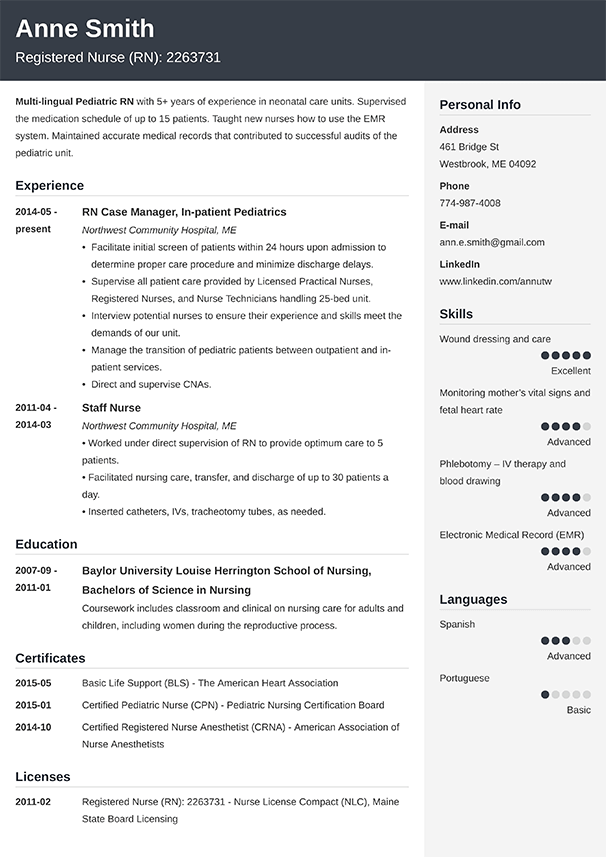 Anne Smith
Registered Nurse (RN): 2263731
Multi-lingual Pediatric RN with 5+ years of experience in neonatal care units. Supervised
the medication schedule of up to 15 patients. Taught new nurses how to use the EMR
system. Maintained accurate medical records that contributed to successful audits of the
pediatric unit.
Experience
2014-05 -
present
RN Case Manager, In-patient Pediatrics
Northwest Community Hospital, ME
• Facilitate initial screen of patients within 24 hours upon admission to
determine proper care procedure and minimize discharge delays.
• Supervise all patient care provided by Licensed Practical Nurses,
Registered Nurses, and Nurse Technicians handling 25-bed unit.
• Interview potential nurses to ensure their experience and skills meet the
demands of our unit.
• Manage the transition of pediatric patients between outpatient and in-
patient services.
• Direct and supervise CNAs.
2011-04 -
2014-03
Staff Nurse
Northwest Community Hospital, ME
• Worked under direct supervision of RN to provide optimum care to 5
patients.
• Facilitated nursing care, transfer, and discharge of up to 30 patients a
day.
• Inserted catheters, IVs, tracheotomy tubes, as needed.
Education
2007-09 -
2011-01
Baylor University Louise Herrington School of Nursing,
Bachelors of Science in Nursing
Coursework includes classroom and clinical on nursing care for adults and
children, including women during the reproductive process.
Certificates
2015-05 Basic Life Support (BLS) - The American Heart Association
2015-01 Certified Pediatric Nurse (CPN) - Pediatric Nursing Certification Board
2014-10 Certified Registered Nurse Anesthetist (CRNA) - American Association of
Nurse Anesthetists
Licenses
2011-02 Registered Nurse (RN): 2263731 - Nurse License Compact (NLC), Maine
State Board Licensing
Personal Info
Address
461 Bridge St
Westbrook, ME 04092
Phone
774-987-4008
E-mail
ann.e.smith@gmail.com
LinkedIn
www.linkedin.com/annutw
Skills
Wound dressing and care
Excellent
Monitoring mother's vital signs and
fetal heart rate
Advanced
Phlebotomy – IV therapy and
blood drawing
Advanced
Electronic Medical Record (EMR)
Advanced
Languages
Spanish
Advanced
Portuguese
Basic